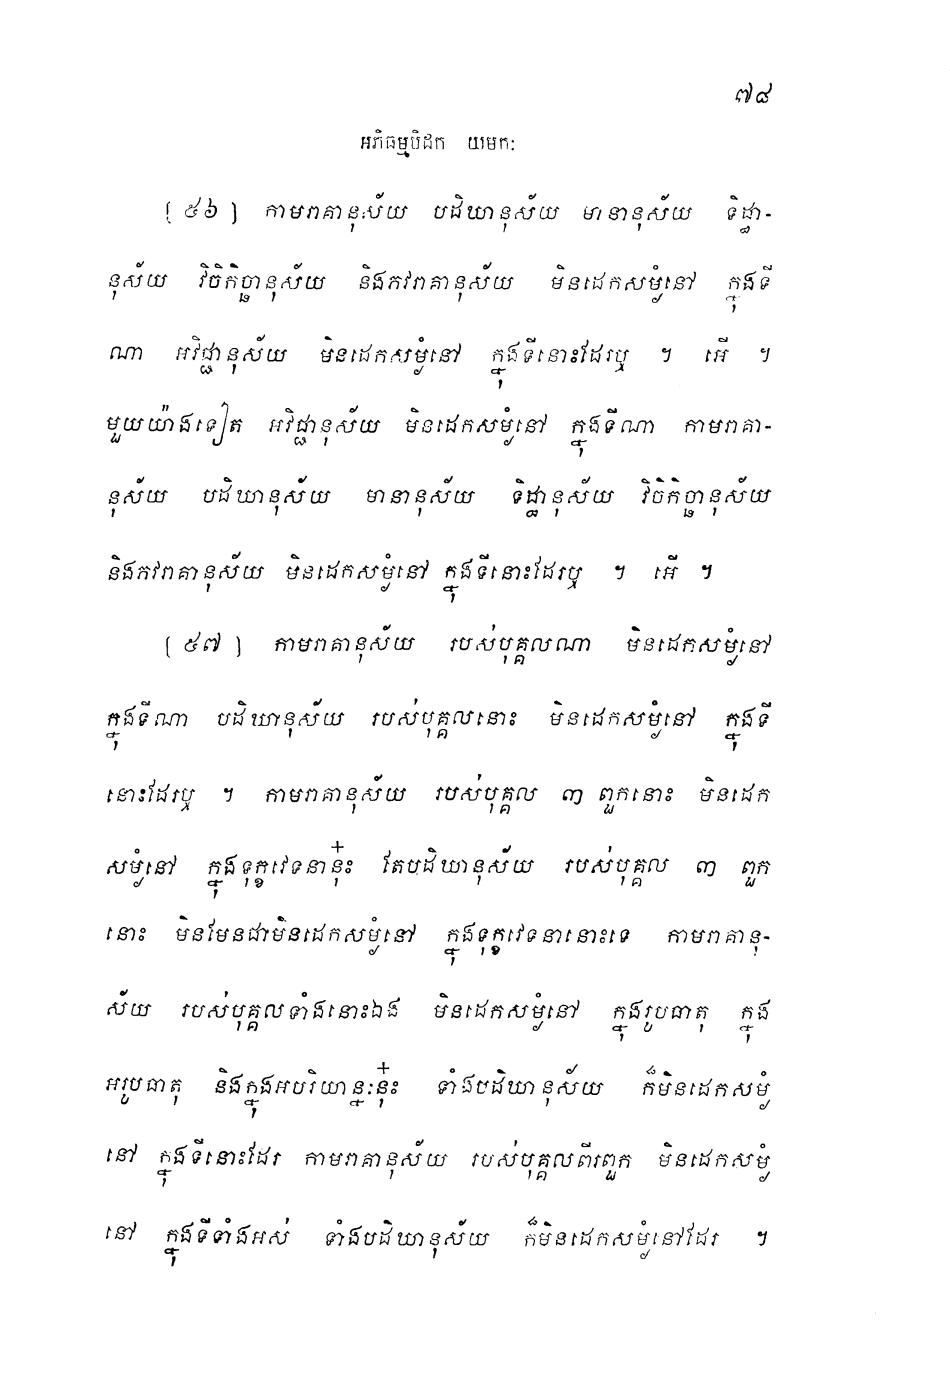 ៧៨
អភិធម្មបិដក យមកៈ
[ ៥៦ ] កាមរាគានុស័យ បដិឃានុស័យ មានានុស័យ ទិដ្ឋា-
នុស័យ វិចិកិច្ឆានុស័យ និងភវរាគានុស័យ មិនដេកសម្ងំនៅ ក្នុងទី
ណា អវិជ្ជានុស័យ មិនដេកសម្ងំនៅ ក្នុងទីនោះដែរឬ ។ អើ ។
មួយយ៉ាងទៀត អវិជ្ជានុស័យ មិនដេកសម្ងំនៅ ក្នុងទីណា កាមរាគា-
នុស័យ បដិឃានុស័យ មានានុស័យ ទិដ្ឋានុស័យ វិចិកិច្ឆានុស័យ
និងភវរាគានុស័យ មិនដេកសម្ងំនៅ ក្នុងទីនោះដែរឬ ។ អើ ។
[ ៥៧ ] កាមរាគានុស័យ របស់បុគ្គលណា មិនដេកសម្ងំនៅ
ក្នុងទីណា បដិឃានុស័យ របស់បុគ្គលនោះ មិនដេកសម្ងំនៅ ក្នុងទី
នោះដែរឬ ។ កាមរាគានុស័យ របស់បុគ្គល ៣ ពួកនោះ មិនដេក
សម្ងំនៅ ក្នុងទុក្ខវេទនានុ៎ះ តែបដិឃានុស័យ របស់បុគ្គល ៣ ពួក
នោះ មិនមែនជាមិនដេកសម្ងំនៅ ក្នុងទុក្ខវេទនានោះទេ កាមរាគានុ-
ស័យ របស់បុគ្គលទាំងនោះឯង មិនដេកសម្ងំនៅ ក្នុងរូបធាតុ ក្នុង
អរូបធាតុ និងក្នុងអបរិយាន្នៈនុ៎ះ ទាំងបដិឃានុស័យ ក៏មិនដេកសម្ងំ
នៅ ក្នុងទីនោះដែរ កាមរាគានុស័យ របស់បុគ្គលពីរពួក មិនដេកសម្ងំ
នៅ ក្នុងទីទាំងអស់ ទាំងបដិឃានុស័យ ក៏មិនដេកសម្ងំនៅដែរ ។